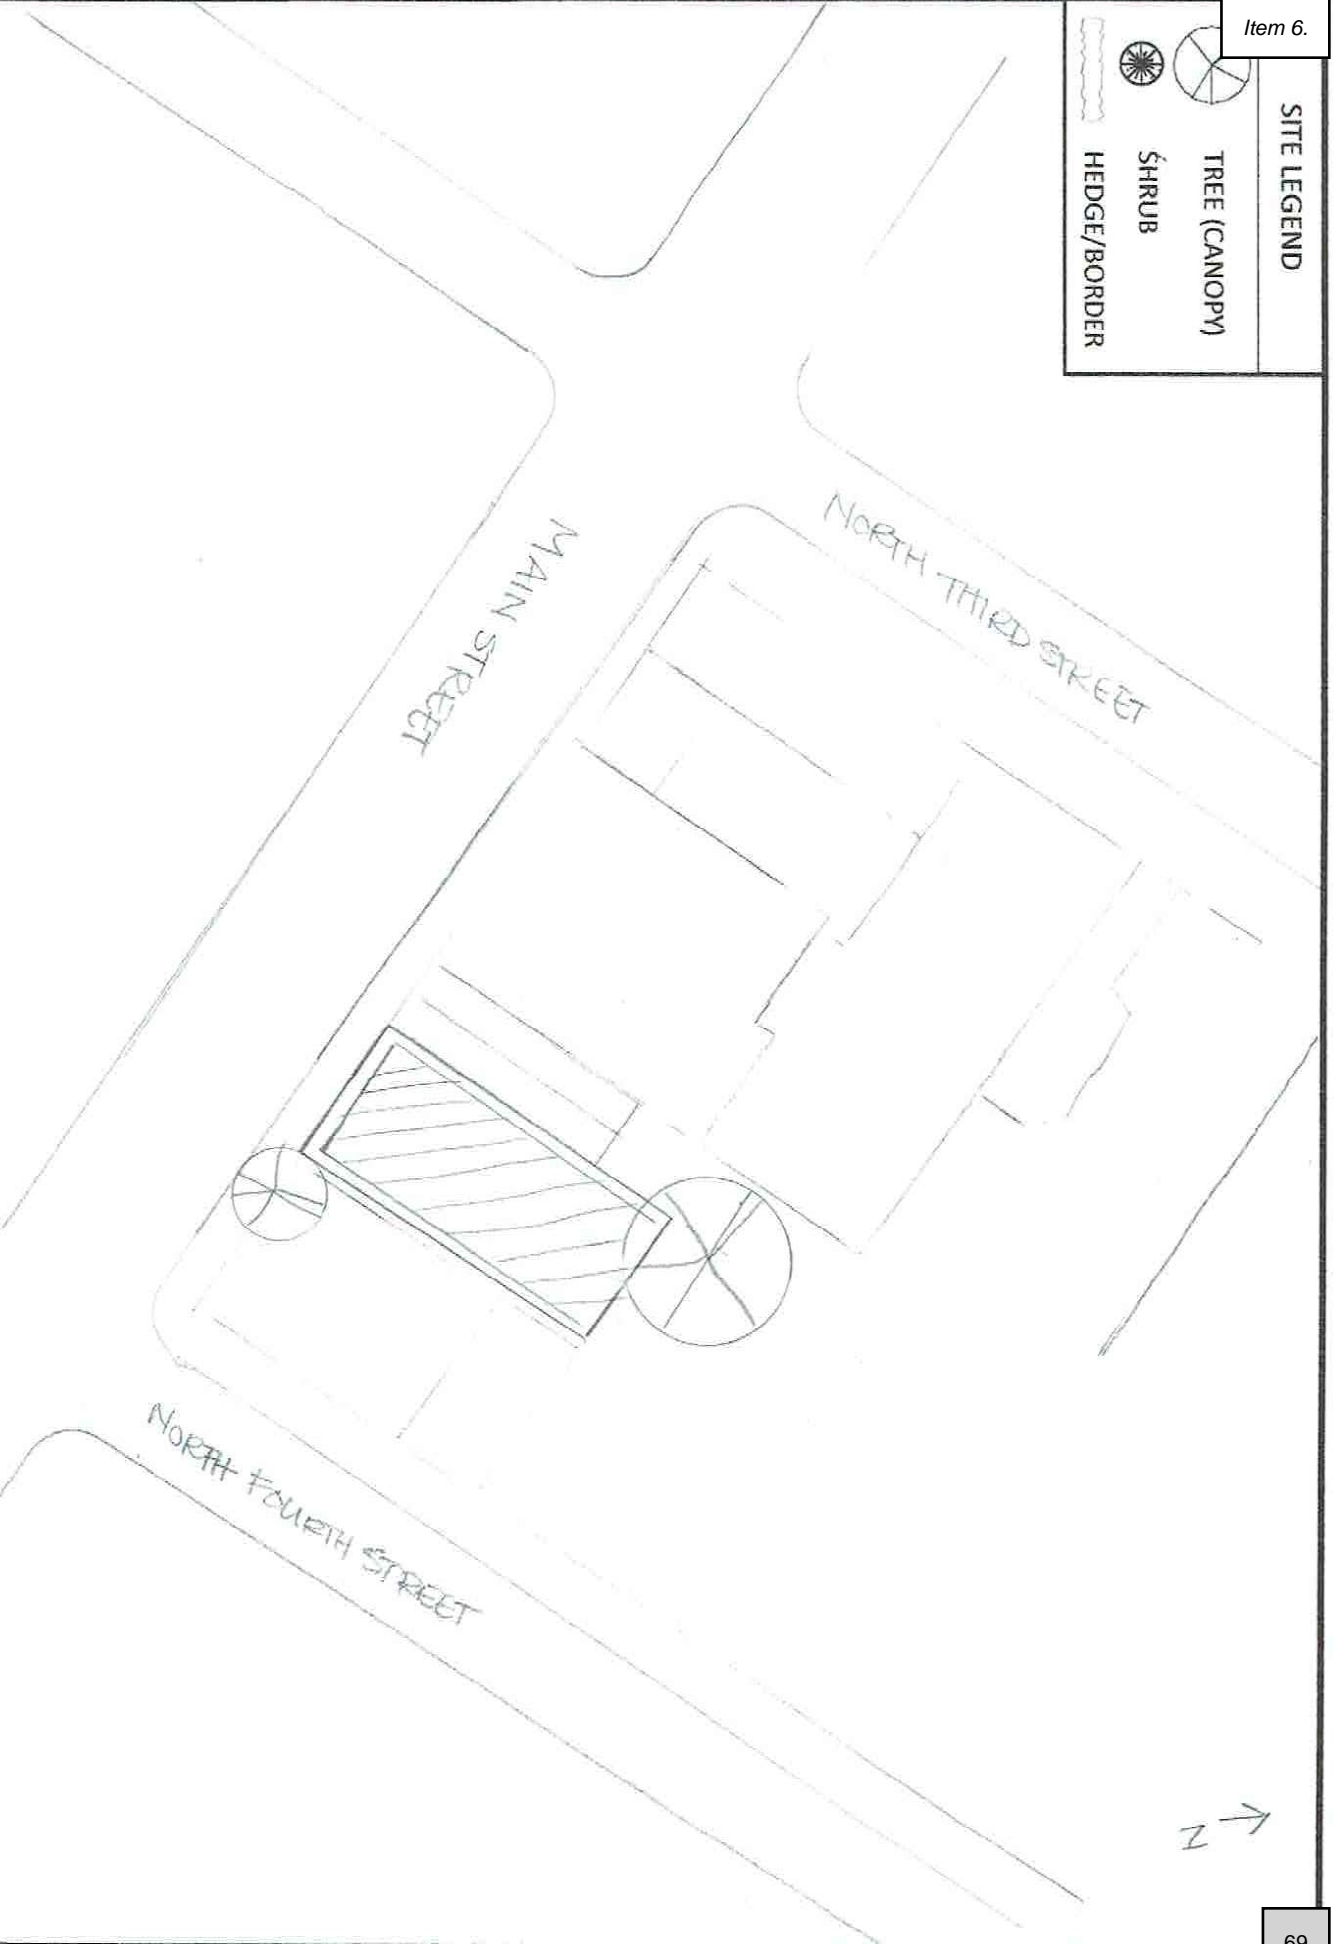 Item 6.
SITE LEGEND
TREE (CANOPY)
SHRUB
HEDGE/BORDER
NORTH THIRD STREET
MAIN STREET
NORTH FOURTH STREET
N
69